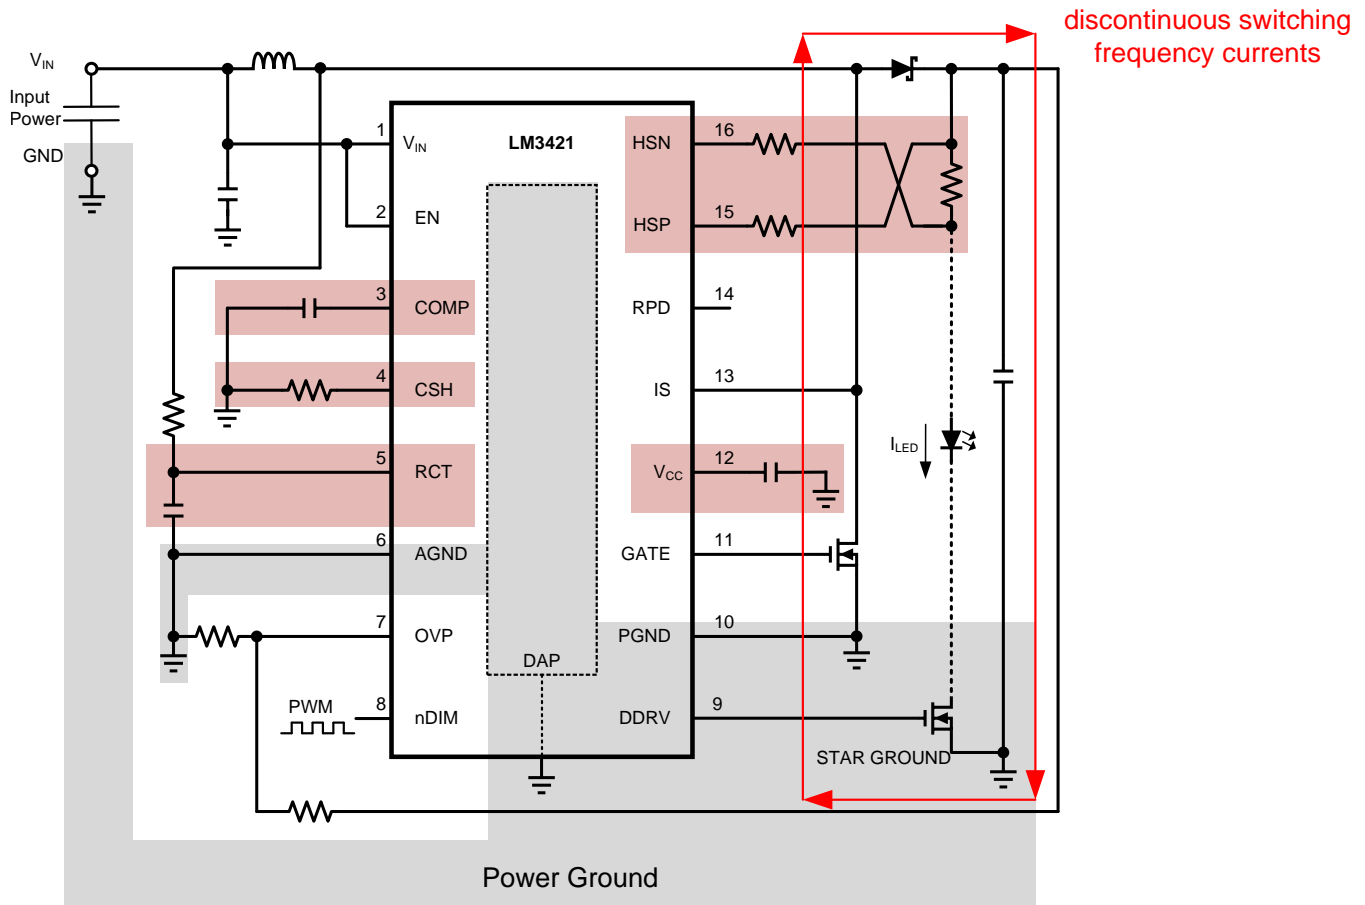 discontinuous switching
frequency currents
VIN
Input
Power
GND
LM3421
1
VIN
2
EN
3
COMP
4
CSH
5
RCT
6
AGND
7
OVP
8
nDIM
PWM
HSN
16
HSP
15
RPD
14
IS
13
VCC
12
GATE
11
PGND
10
DDRV
9
DAP
ILED
STAR GROUND
Power Ground